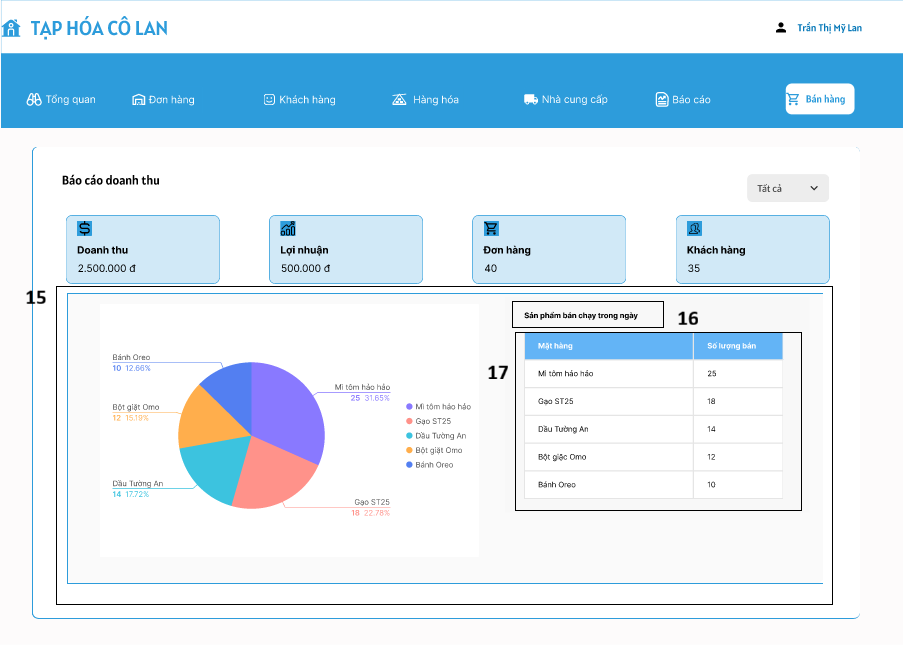 TẠP HÓA CÔ LAN
Trần Thị Mỹ Lan
Tổng quan
Đơn hàng
Khách hàng
Hàng hóa
Nhà cung cấp
Báo cáo
Bán hàng
Báo cáo doanh thu
Tất cả
Doanh thu
2.500.000 đ
Lợi nhuận
500.000 đ
Đơn hàng
40
Khách hàng
35
15
Bánh Oreo
10 12.66%
Bột giặt Omo
12 15.19%
Dầu Tường An
14 17.72%
Mì tôm hảo hảo
25 31.65%
Gạo ST25
18 22.78%
Mì tôm hảo hảo
Gạo ST25
Dầu Tường An
Bột giặt Omo
Bánh Oreo
Sản phẩm bán chạy trong ngày
16
17
Mặt hàng Số lượng bán
Mì tôm hảo hảo 25
Gạo ST25 18
Dầu Tường An 14
Bột giặc Omo 12
Bánh Oreo 10